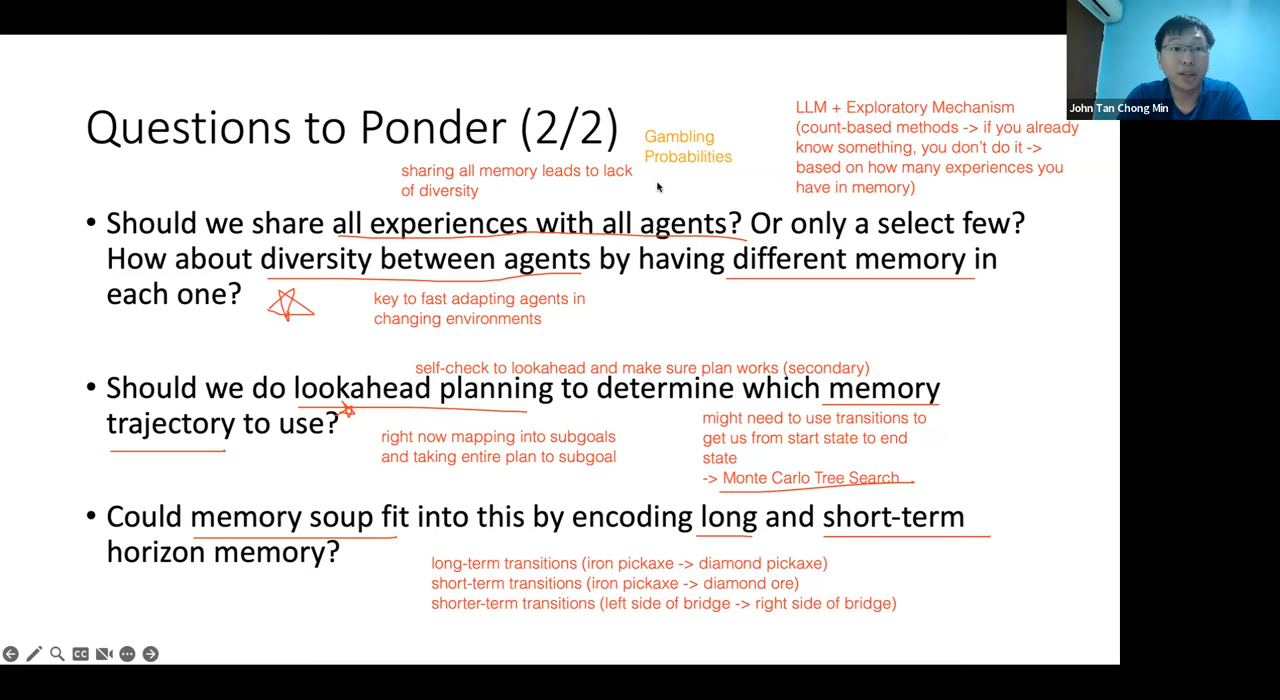 John Tan Chong Min
Questions to Ponder (2/2)
Gambling
Probabilities
LLM + Exploratory Mechanism
(count-based methods -> if you already
know something, you don't do it ->
based on how many experiences you
have in memory)
sharing all memory leads to lack
of diversity
• Should we share all experiences with all agents? Or only a select few?
How about diversity between agents by having different memory in
each one?
key to fast adapting agents in
changing environments
self-check to lookahead and make sure plan works (secondary)
• Should we do lookahead planning to determine which memory
trajectory to use?
right now mapping into subgoals
and taking entire plan to subgoal
might need to use transitions to
get us from start state to end
state
-> Monte Carlo Tree Search
• Could memory soup fit into this by encoding long and short-term
horizon memory?
long-term transitions (iron pickaxe -> diamond pickaxe)
short-term transitions (iron pickaxe -> diamond ore)
shorter-term transitions (left side of bridge -> right side of bridge)
CC